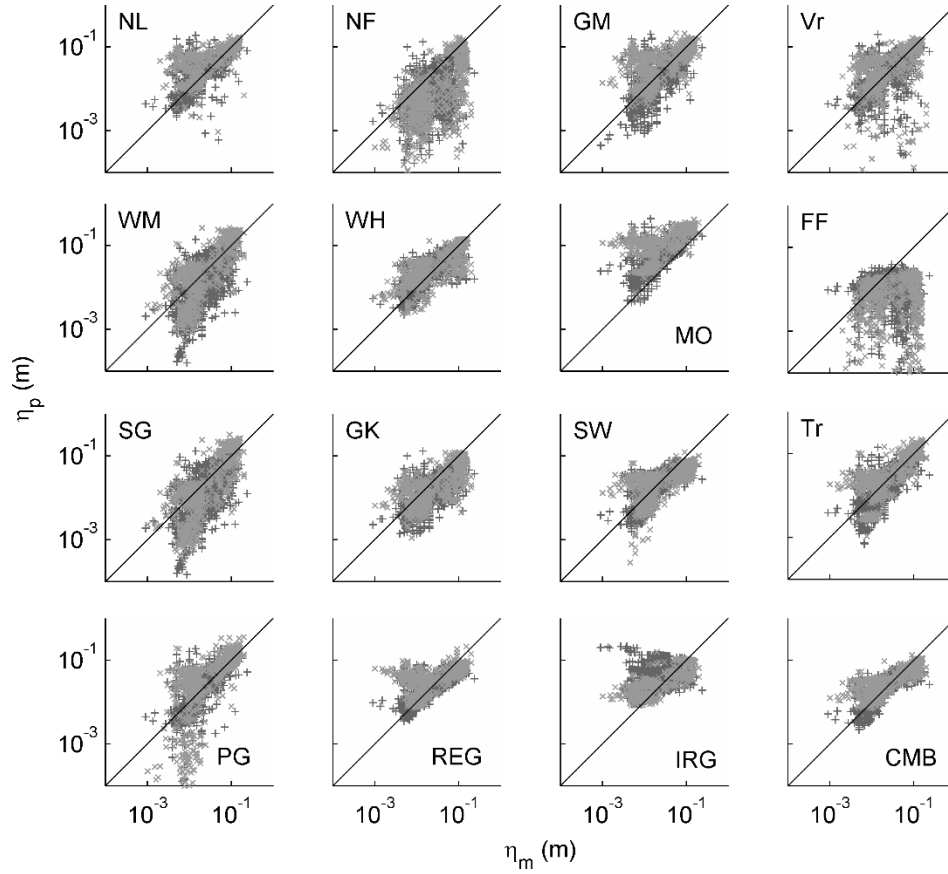 NL NF GM Vr
10⁻¹
10⁻³
WM WH MO FF
10⁻¹
10⁻³
η_p (m)
SG GK SW Tr
10⁻¹
10⁻³
PG REG IRG CMB
10⁻¹
10⁻³
10⁻³ 10⁻¹ 10⁻³ 10⁻¹ 10⁻³ 10⁻¹ 10⁻³ 10⁻¹
η_m (m)